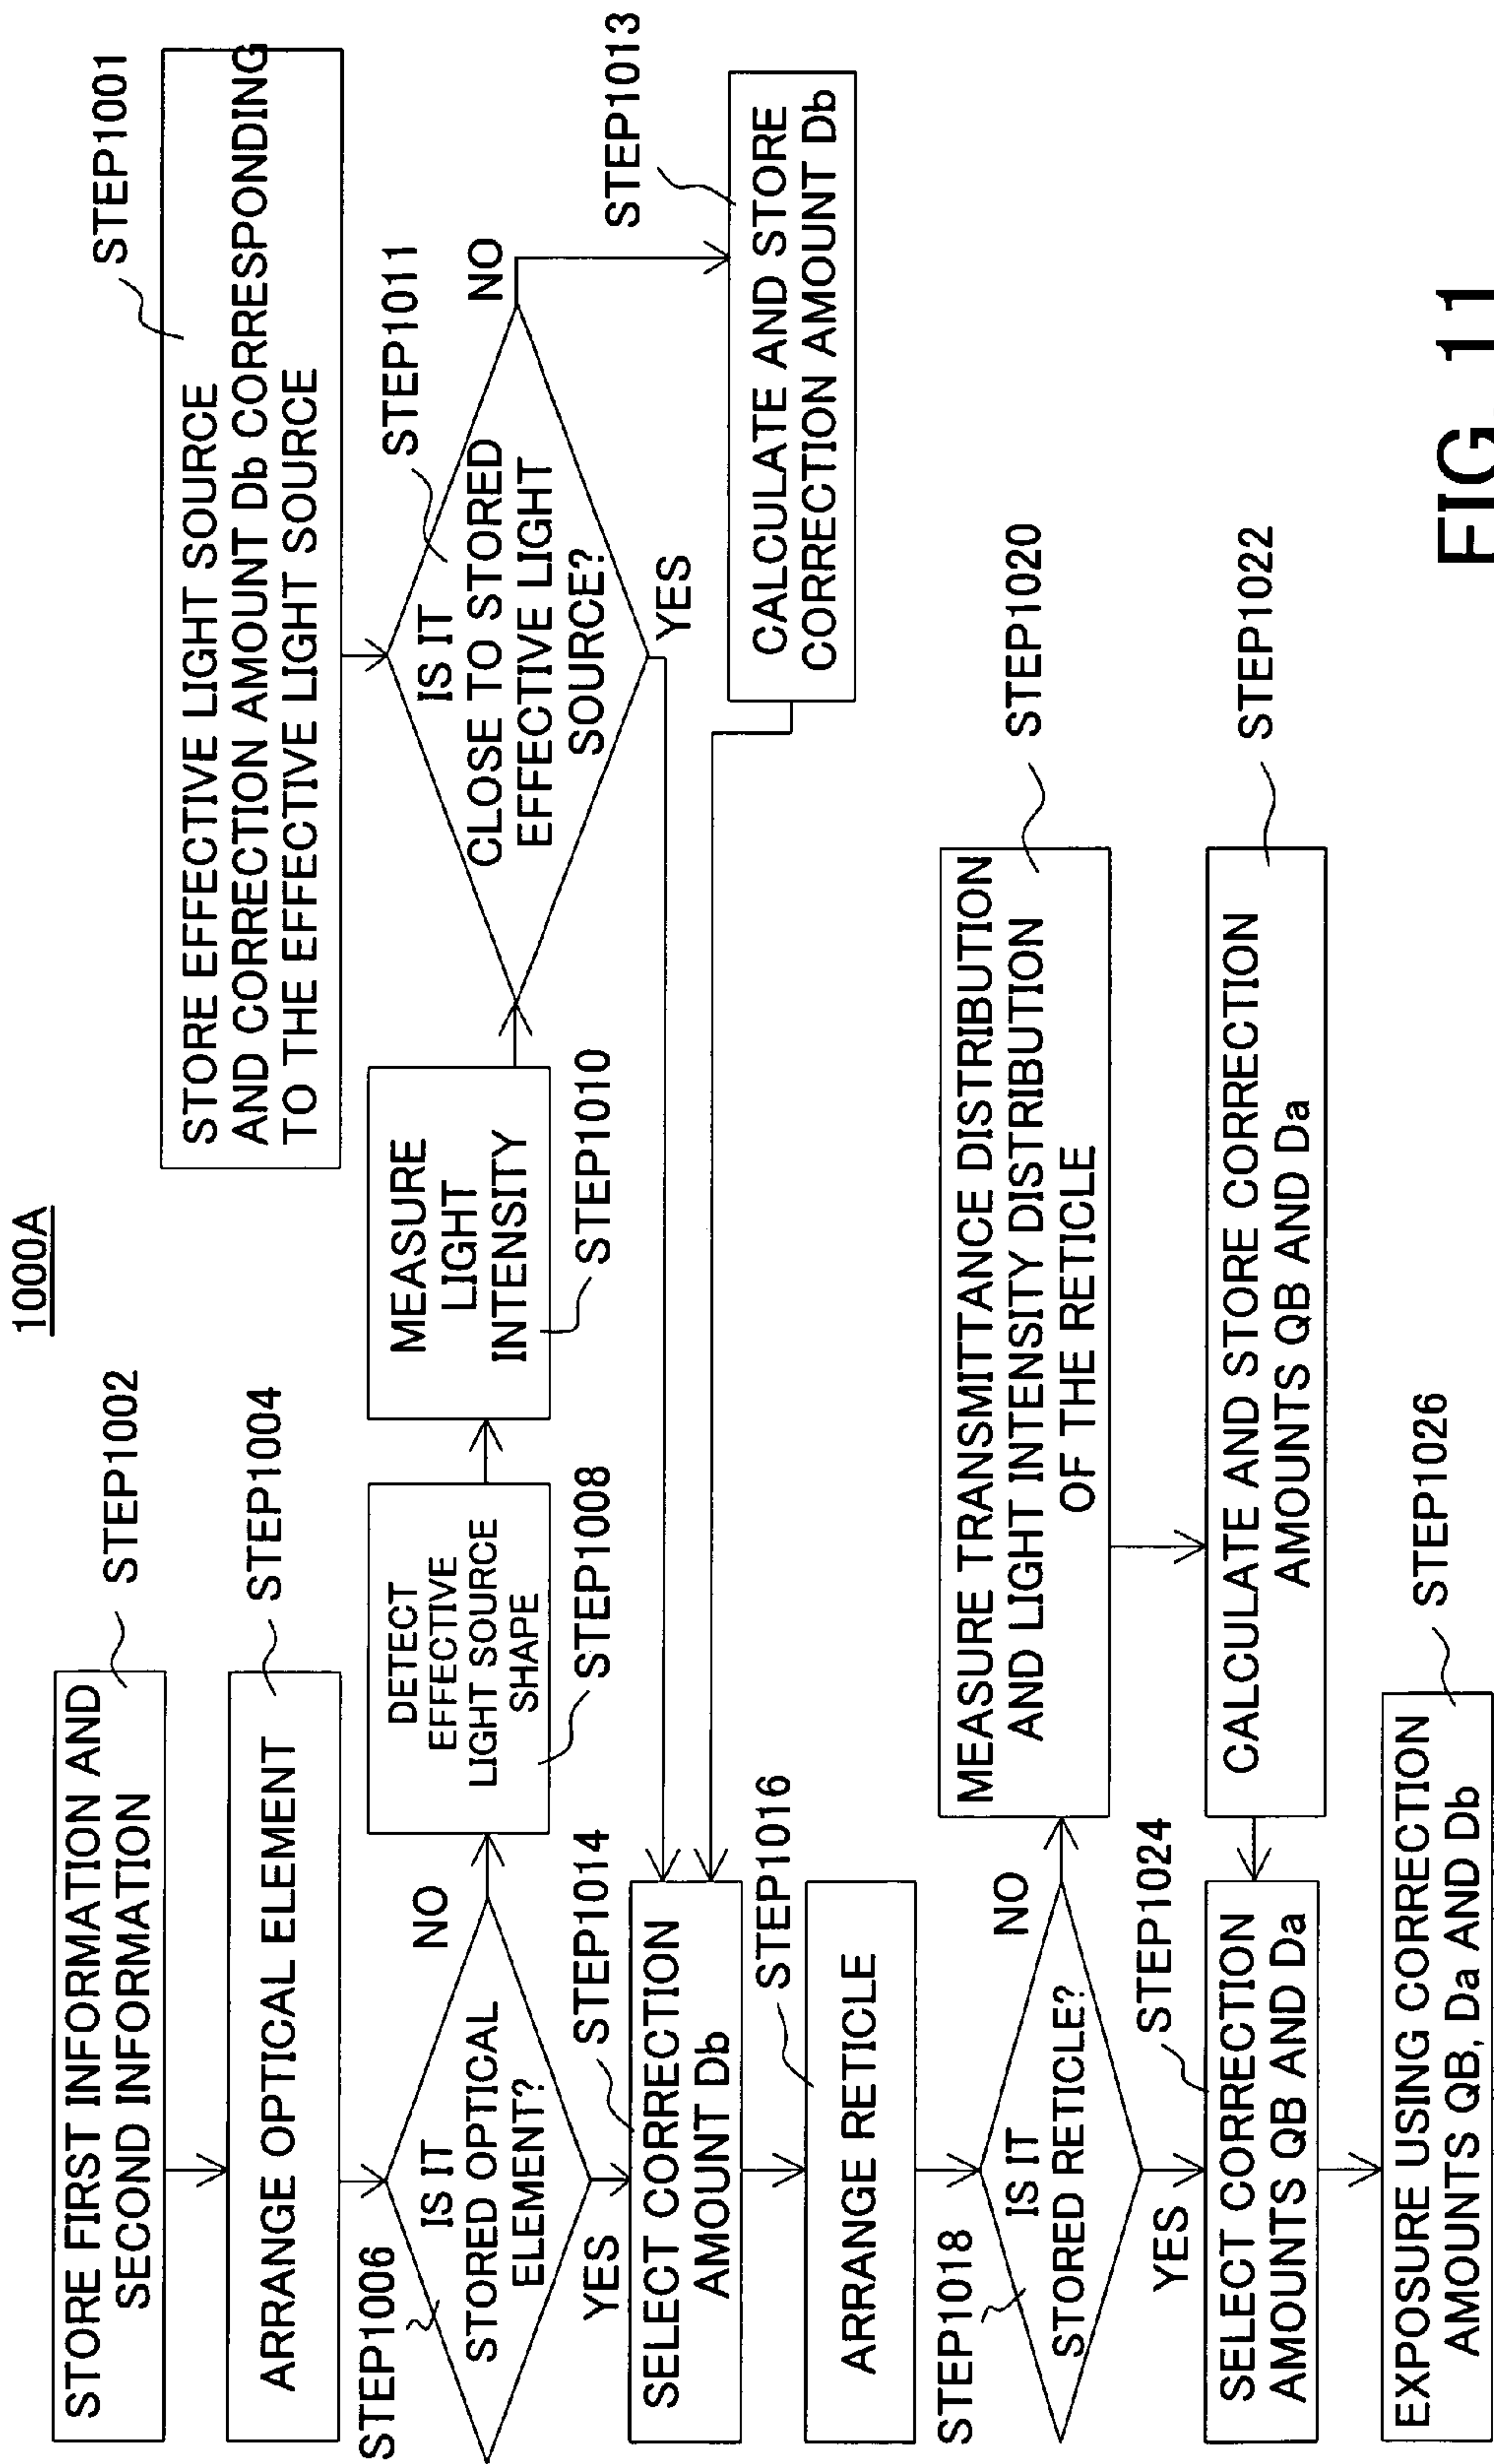 1000A
STEP1002
STORE FIRST INFORMATION AND
SECOND INFORMATION
STEP1004
ARRANGE OPTICAL ELEMENT
STEP1006
IS IT
STORED OPTICAL
ELEMENT?
NO
YES
DETECT
EFFECTIVE
LIGHT SOURCE
SHAPE
STEP1008
MEASURE
LIGHT
INTENSITY
STEP1010
STEP1001
STORE EFFECTIVE LIGHT SOURCE
AND CORRECTION AMOUNT Db CORRESPONDING
TO THE EFFECTIVE LIGHT SOURCE
STEP1011
IS IT
CLOSE TO STORED
EFFECTIVE LIGHT
SOURCE?
NO
YES
STEP1013
CALCULATE AND STORE
CORRECTION AMOUNT Db
STEP1014
SELECT CORRECTION
AMOUNT Db
STEP1016
ARRANGE RETICLE
STEP1018
IS IT
STORED RETICLE?
NO
YES
STEP1020
MEASURE TRANSMITTANCE DISTRIBUTION
AND LIGHT INTENSITY DISTRIBUTION
OF THE RETICLE
STEP1022
CALCULATE AND STORE CORRECTION
AMOUNTS QB AND Da
STEP1024
SELECT CORRECTION
AMOUNTS QB AND Da
STEP1026
EXPOSURE USING CORRECTION
AMOUNTS QB, Da AND Db
FIG. 11